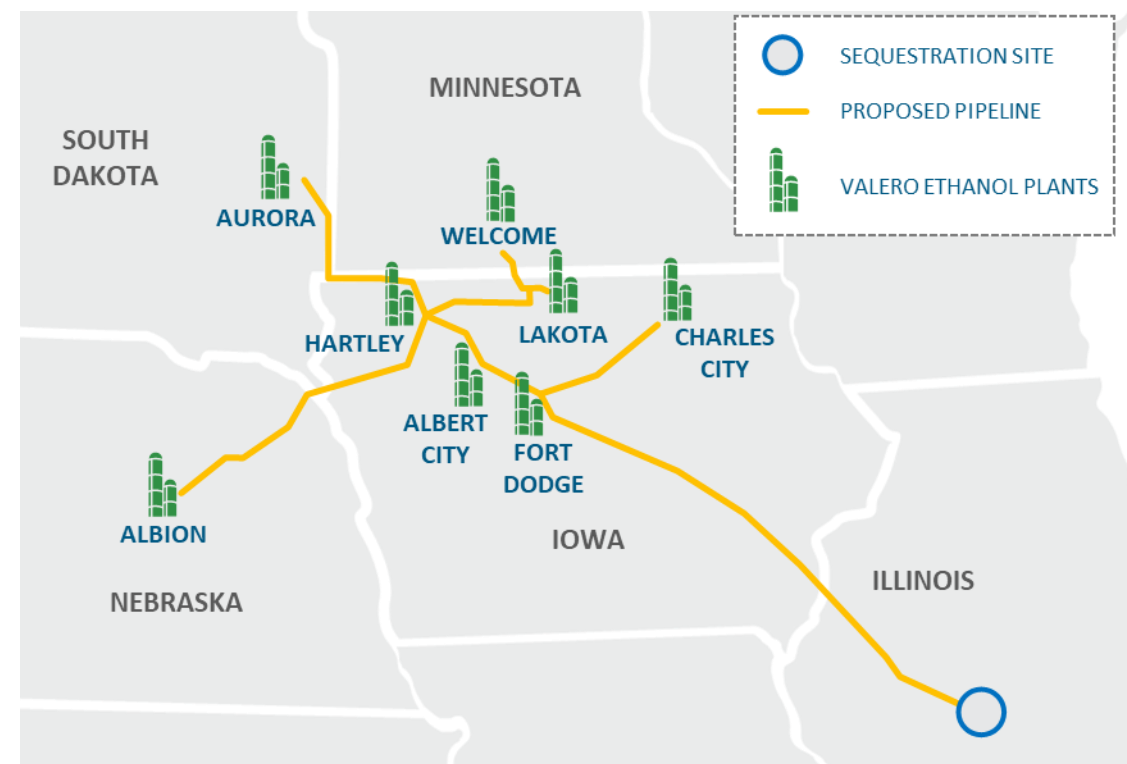 SEQUESTRATION SITE
PROPOSED PIPELINE
VALERO ETHANOL PLANTS
MINNESOTA
SOUTH
DAKOTA
AURORA
WELCOME
HARTLEY
LAKOTA
CHARLES
CITY
ALBERT
CITY
FORT
DODGE
ALBION
IOWA
ILLINOIS
NEBRASKA